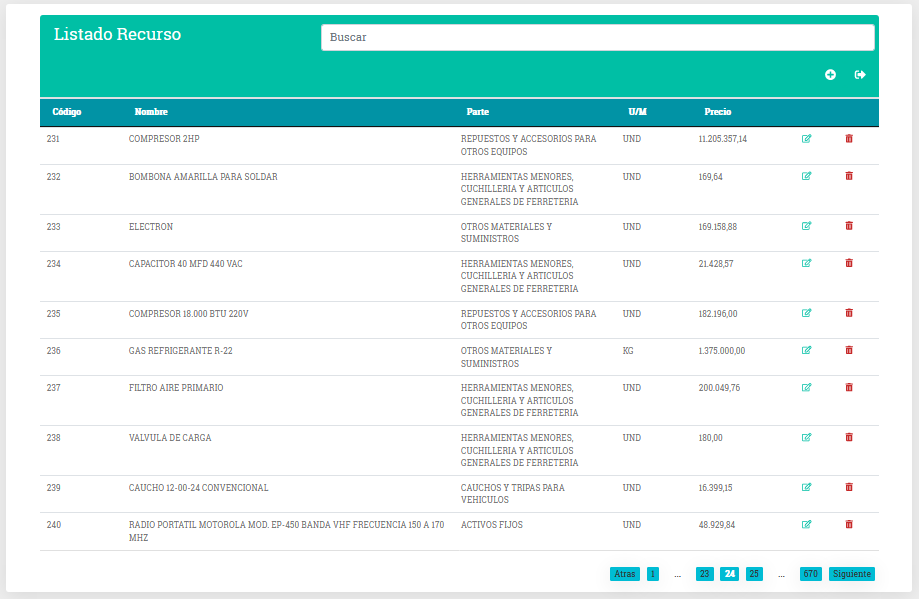 Listado Recurso
Buscar
Código Nombre Parte U/M Precio
231 COMPRESOR 2HP REPUESTOS Y ACCESORIOS PARA UND 11.205.357,14
OTROS EQUIPOS
232 BOMBONA AMARILLA PARA SOLDAR HERRAMIENTAS MENORES, UND 169,64
CUCHILLERIA Y ARTICULOS
GENERALES DE FERRETERIA
233 ELECTRON OTROS MATERIALES Y UND 169.158,88
SUMINISTROS
234 CAPACITOR 40 MFD 440 VAC HERRAMIENTAS MENORES, UND 21.428,57
CUCHILLERIA Y ARTICULOS
GENERALES DE FERRETERIA
235 COMPRESOR 18.000 BTU 220V REPUESTOS Y ACCESORIOS PARA UND 182.196,00
OTROS EQUIPOS
236 GAS REFRIGERANTE R-22 OTROS MATERIALES Y KG 1.375.000,00
SUMINISTROS
237 FILTRO AIRE PRIMARIO HERRAMIENTAS MENORES, UND 200.049,76
CUCHILLERIA Y ARTICULOS
GENERALES DE FERRETERIA
238 VALVULA DE CARGA HERRAMIENTAS MENORES, UND 180,00
CUCHILLERIA Y ARTICULOS
GENERALES DE FERRETERIA
239 CAUCHO 12-00-24 CONVENCIONAL CAUCHOS Y TRIPAS PARA UND 16.399,15
VEHICULOS
240 RADIO PORTATIL MOTOROLA MOD. EP-450 BANDA VHF FRECUENCIA 150 A 170 ACTIVOS FIJOS UND 48.929,84
MHZ
Atras 1 ... 23 24 25 ... 670 Siguiente